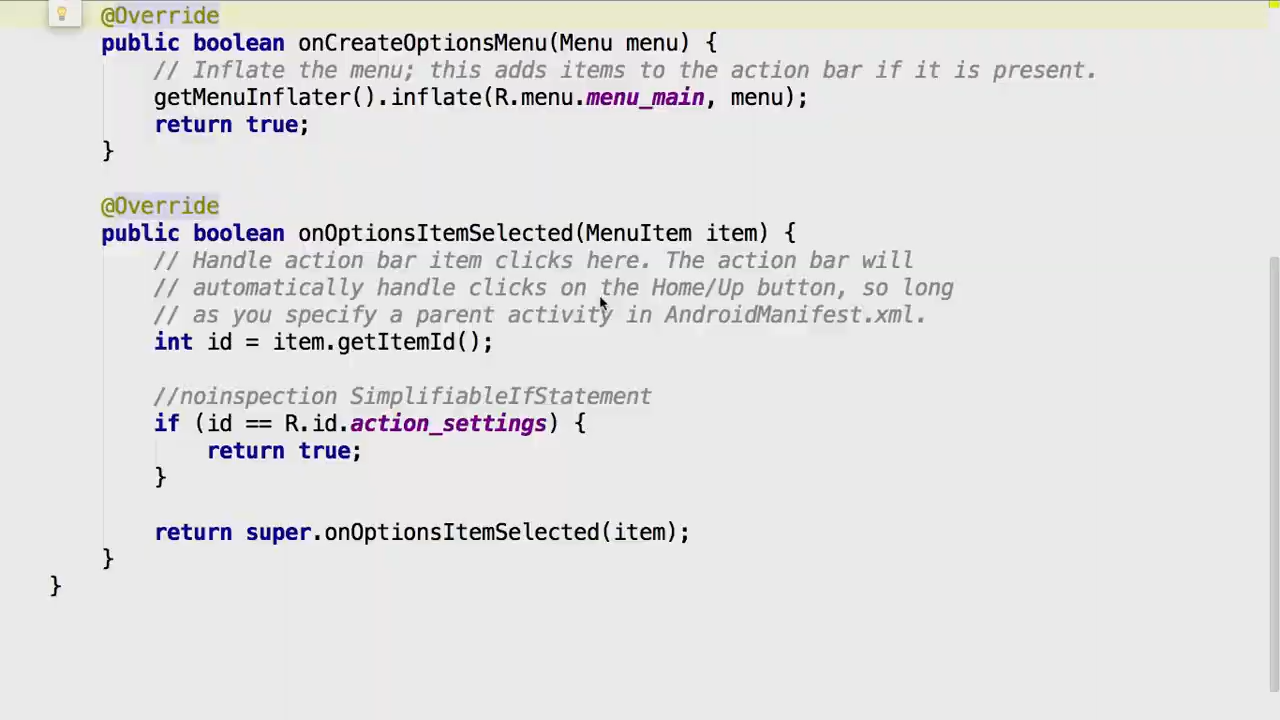 @Override
public boolean onCreateOptionsMenu(Menu menu) {
// Inflate the menu; this adds items to the action bar if it is present.
getMenuInflater().inflate(R.menu.menu_main, menu);
return true;
}
@Override
public boolean onOptionsItemSelected(MenuItem item) {
// Handle action bar item clicks here. The action bar will
// automatically handle clicks on the Home/Up button, so long
// as you specify a parent activity in AndroidManifest.xml.
int id = item.getItemId();
//noinspection SimplifiableIfStatement
if (id == R.id.action_settings) {
return true;
}
return super.onOptionsItemSelected(item);
}
}